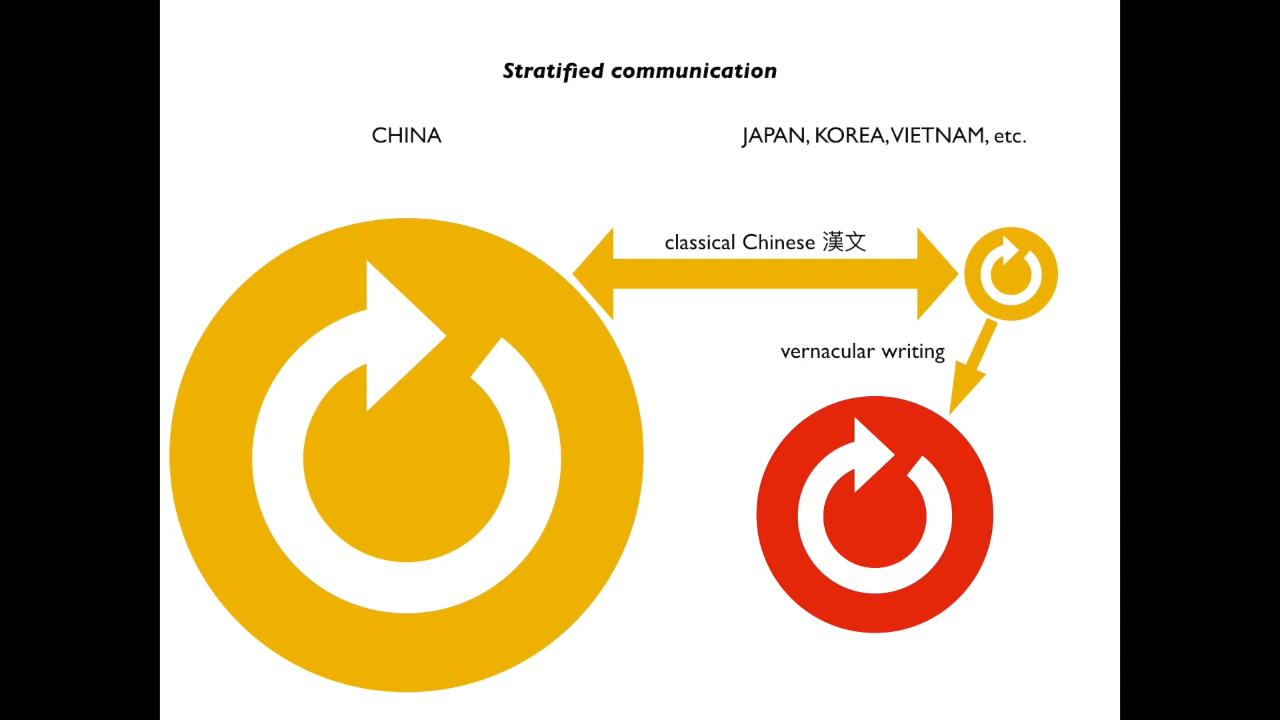 Stratified communication
CHINA
JAPAN, KOREA, VIETNAM, etc.
classical Chinese 漢文
vernacular writing